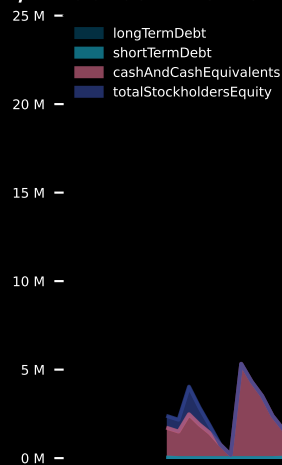 25 M
longTermDebt
shortTermDebt
cashAndCashEquivalents
totalStockholdersEquity
20 M
15 M
10 M
5 M
0 M